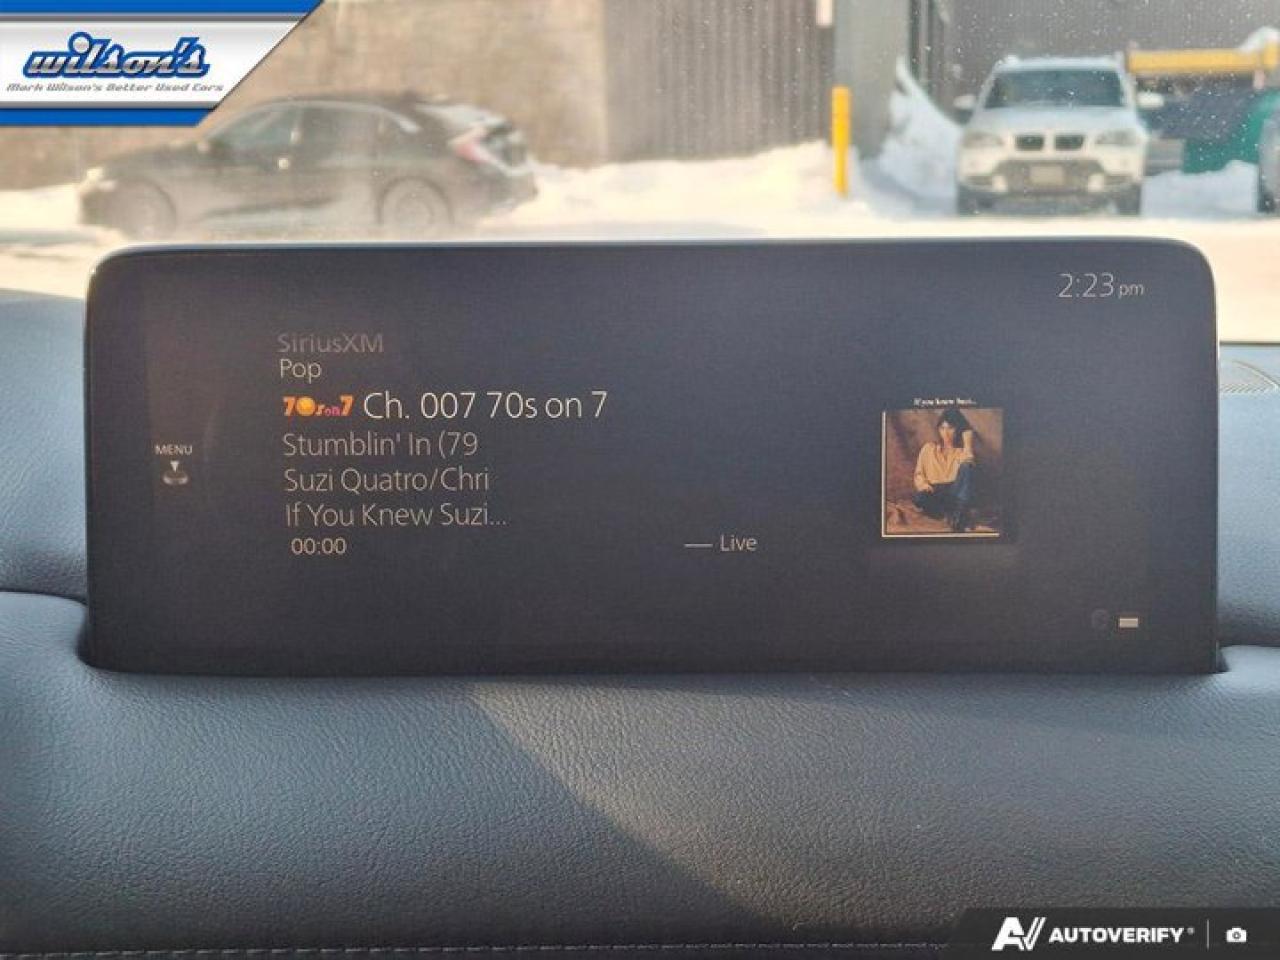 wilson's
Mark Wilson's Better Used Cars
2:23 pm
SiriusXM
Pop
70s on 7 Ch. 007 70s on 7
MENU
Stumblin' In (79
Suzi Quatro/Chri
If You Knew Suzi...
00:00
Live
If you knew Suzi...
AUTOVERIFY